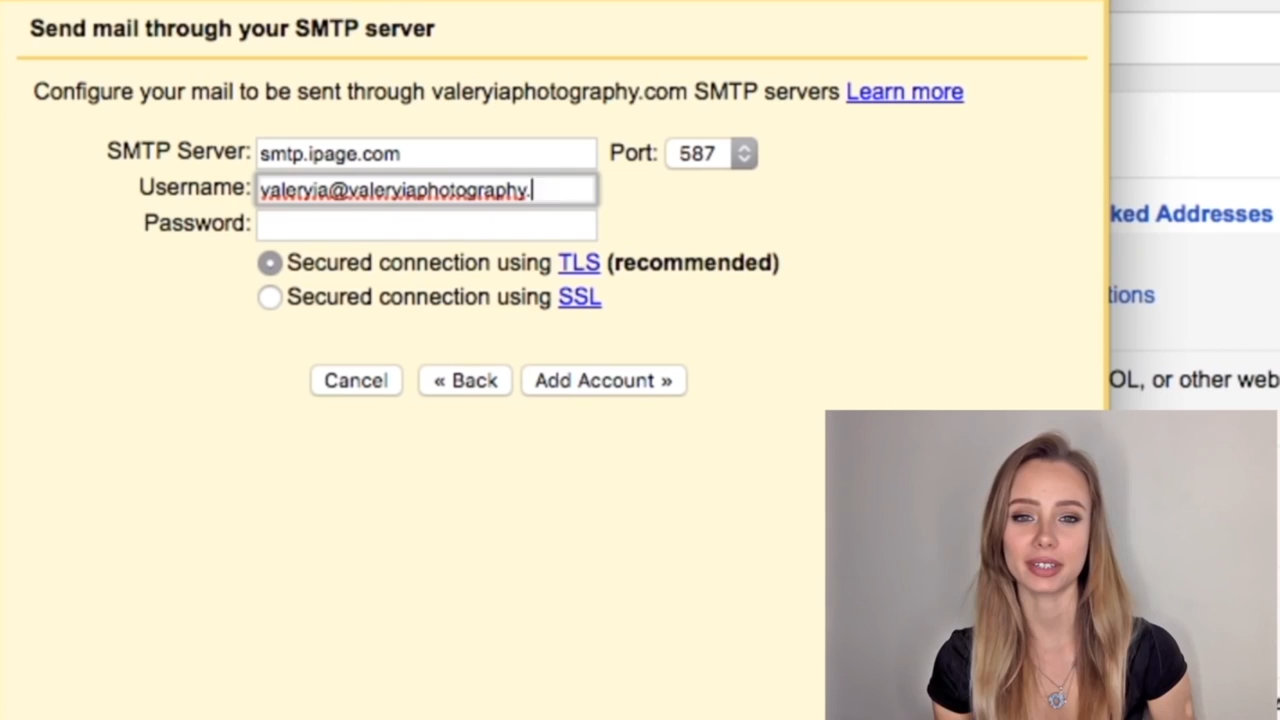 Send mail through your SMTP server
Configure your mail to be sent through valeryiaphotography.com SMTP servers Learn more
SMTP Server: smtp.ipage.com Port: 587
Username: valeryia@valeryiaphotography.
Password:
Secured connection using TLS (recommended)
Secured connection using SSL
Cancel « Back Add Account »
ked Addresses
tions
OL, or other web